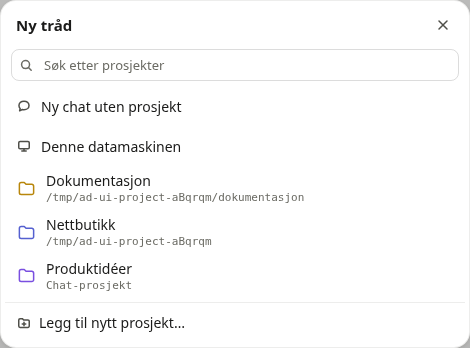 Ny tråd
Søk etter prosjekter
Ny chat uten prosjekt
Denne datamaskinen
Dokumentasjon
/tmp/ad-ui-project-aBqrqm/dokumentasjon
Nettbutikk
/tmp/ad-ui-project-aBqrqm
Produktidéer
Chat-prosjekt
Legg til nytt prosjekt...